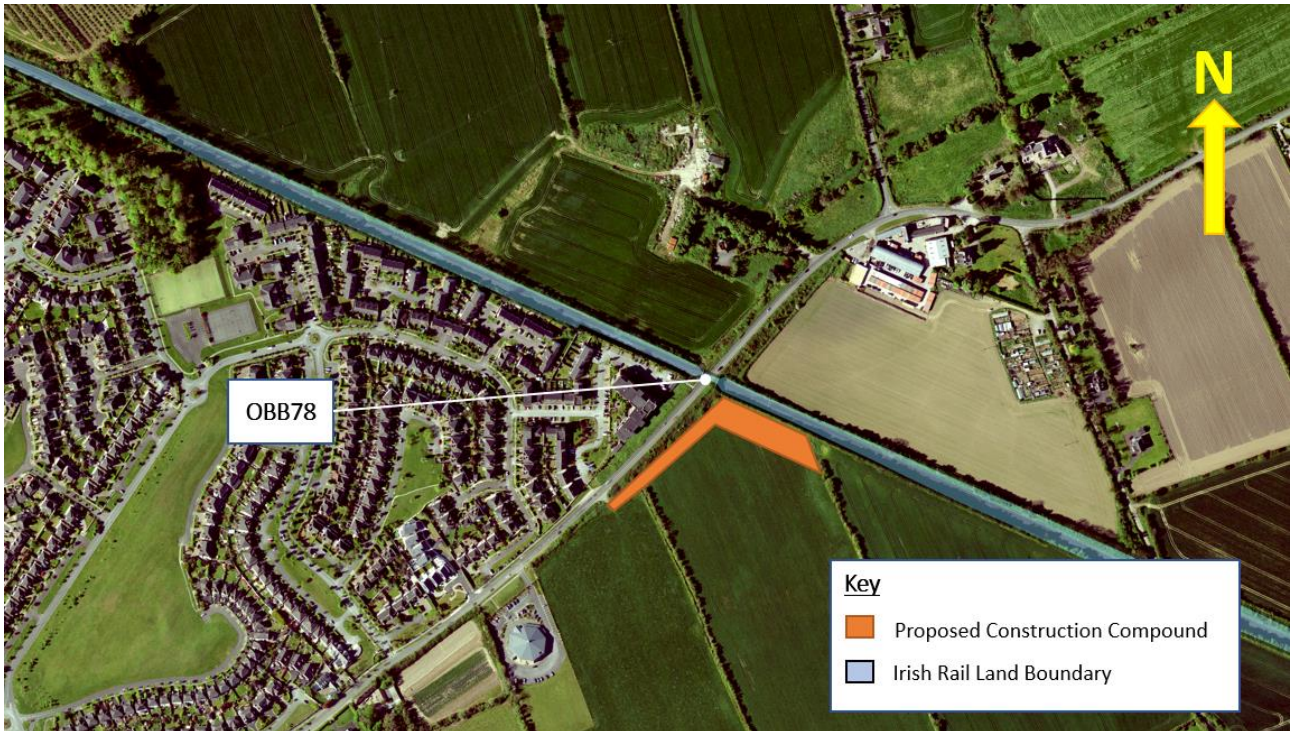 N
OBB78
Key
Proposed Construction Compound
Irish Rail Land Boundary